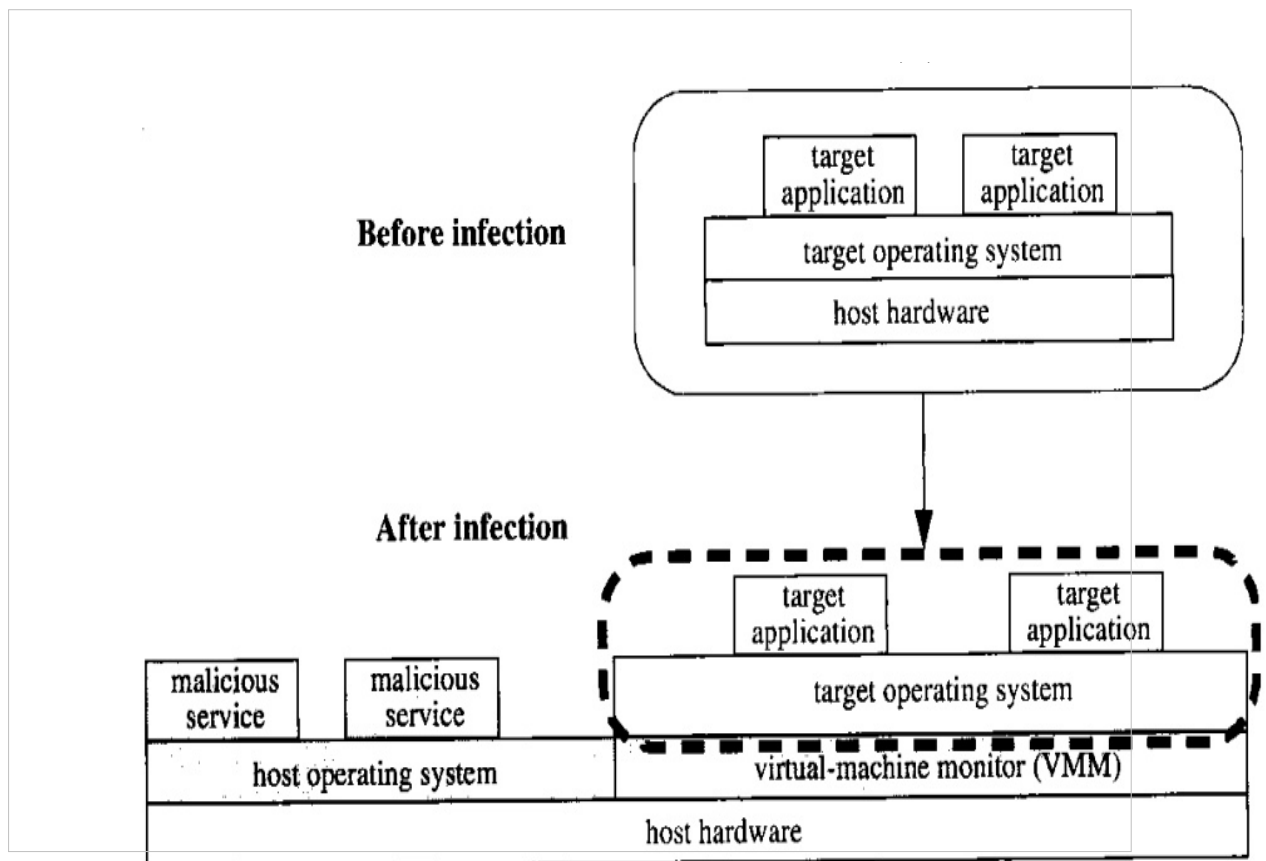 target
application
target
application
Before infection
target operating system
host hardware
After infection
target
application
target
application
malicious
service
malicious
service
target operating system
host operating system
virtual-machine monitor (VMM)
host hardware